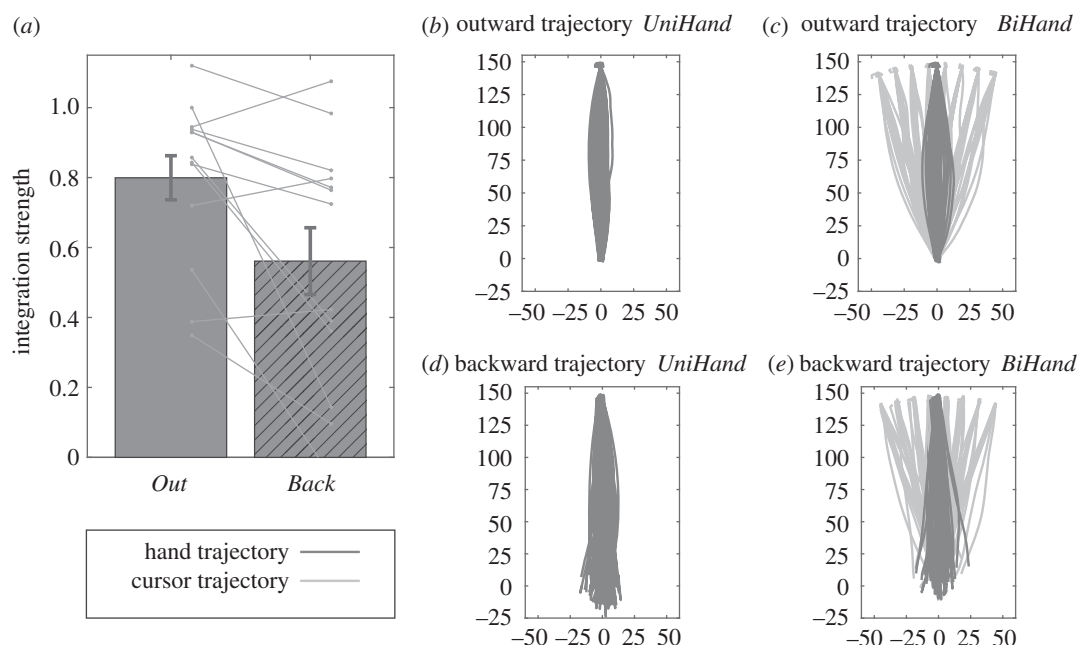 (a)
1.0
0.8
0.6
0.4
0.2
0
integration strength
Out Back
hand trajectory
cursor trajectory
(b) outward trajectory UniHand
150
125
100
75
50
25
0
−25
−50 −25 0 25 50
(c) outward trajectory BiHand
150
125
100
75
50
25
0
−25
−50 −25 0 25 50
(d) backward trajectory UniHand
150
125
100
75
50
25
0
−25
−50 −25 0 25 50
(e) backward trajectory BiHand
150
125
100
75
50
25
0
−25
−50 −25 0 25 50